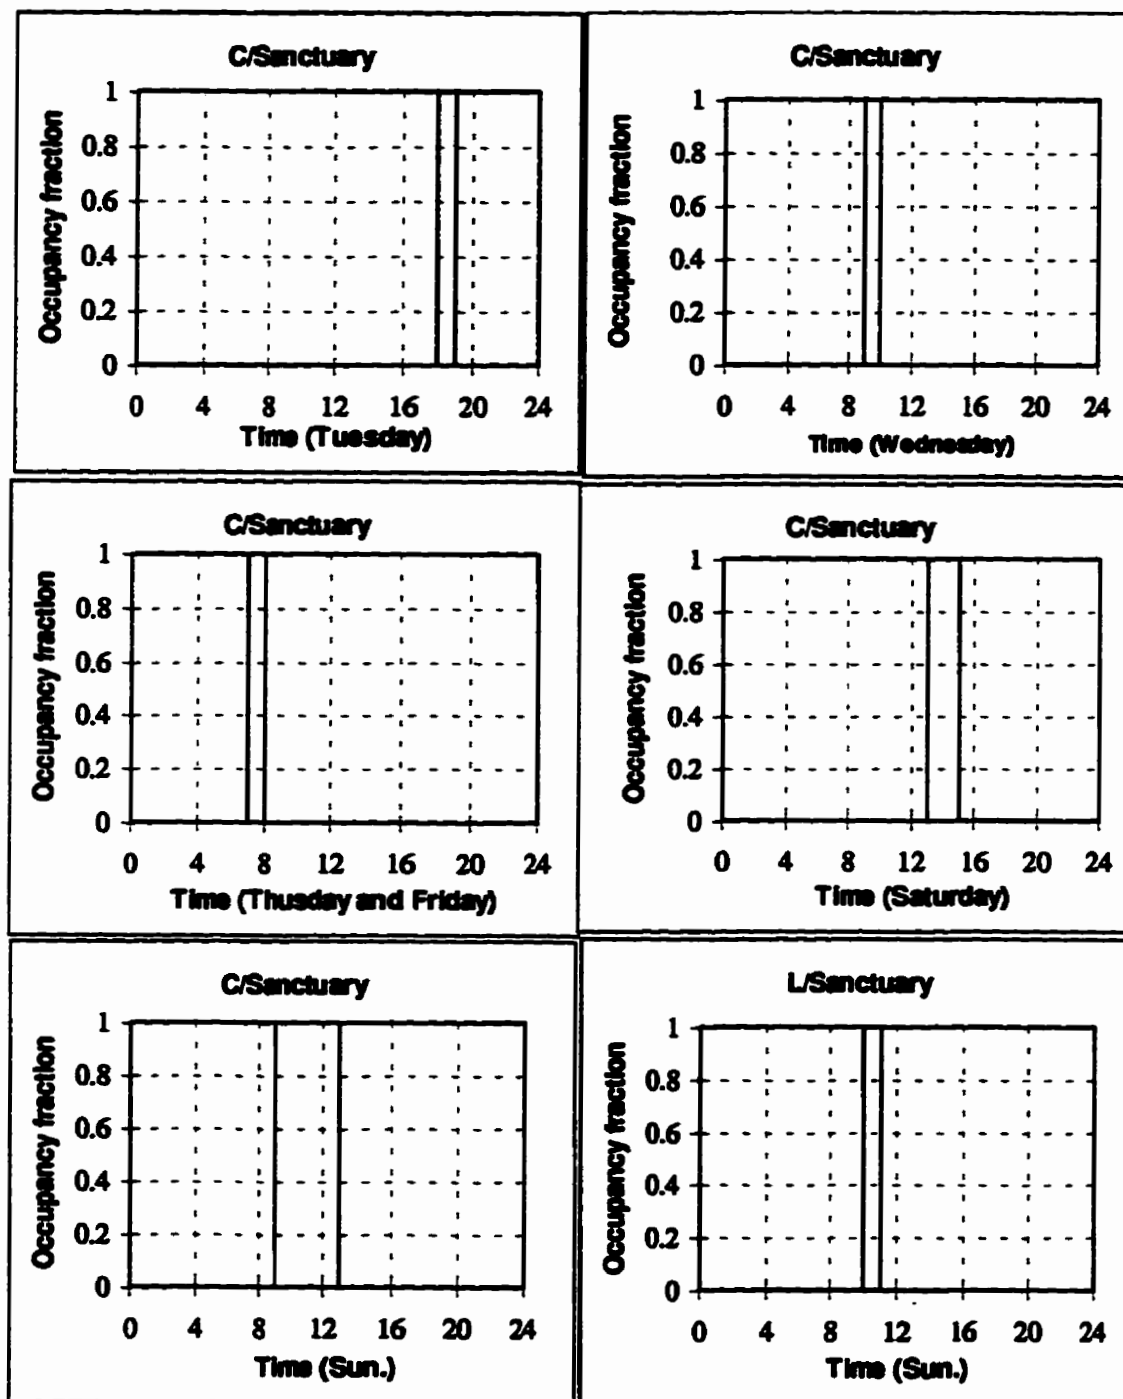 C/Sanctuary
Occupancy fraction
1
0.8
0.6
0.4
0.2
0
0 4 8 12 16 20 24
Time (Tuesday)
C/Sanctuary
Occupancy fraction
1
0.8
0.6
0.4
0.2
0
0 4 8 12 16 20 24
Time (Wednesday)
C/Sanctuary
Occupancy fraction
1
0.8
0.6
0.4
0.2
0
0 4 8 12 16 20 24
Time (Thusday and Friday)
C/Sanctuary
Occupancy fraction
1
0.8
0.6
0.4
0.2
0
0 4 8 12 16 20 24
Time (Saturday)
C/Sanctuary
Occupancy fraction
1
0.8
0.6
0.4
0.2
0
0 4 8 12 16 20 24
Time (Sun.)
L/Sanctuary
Occupancy fraction
1
0.8
0.6
0.4
0.2
0
0 4 8 12 16 20 24
Time (Sun.)